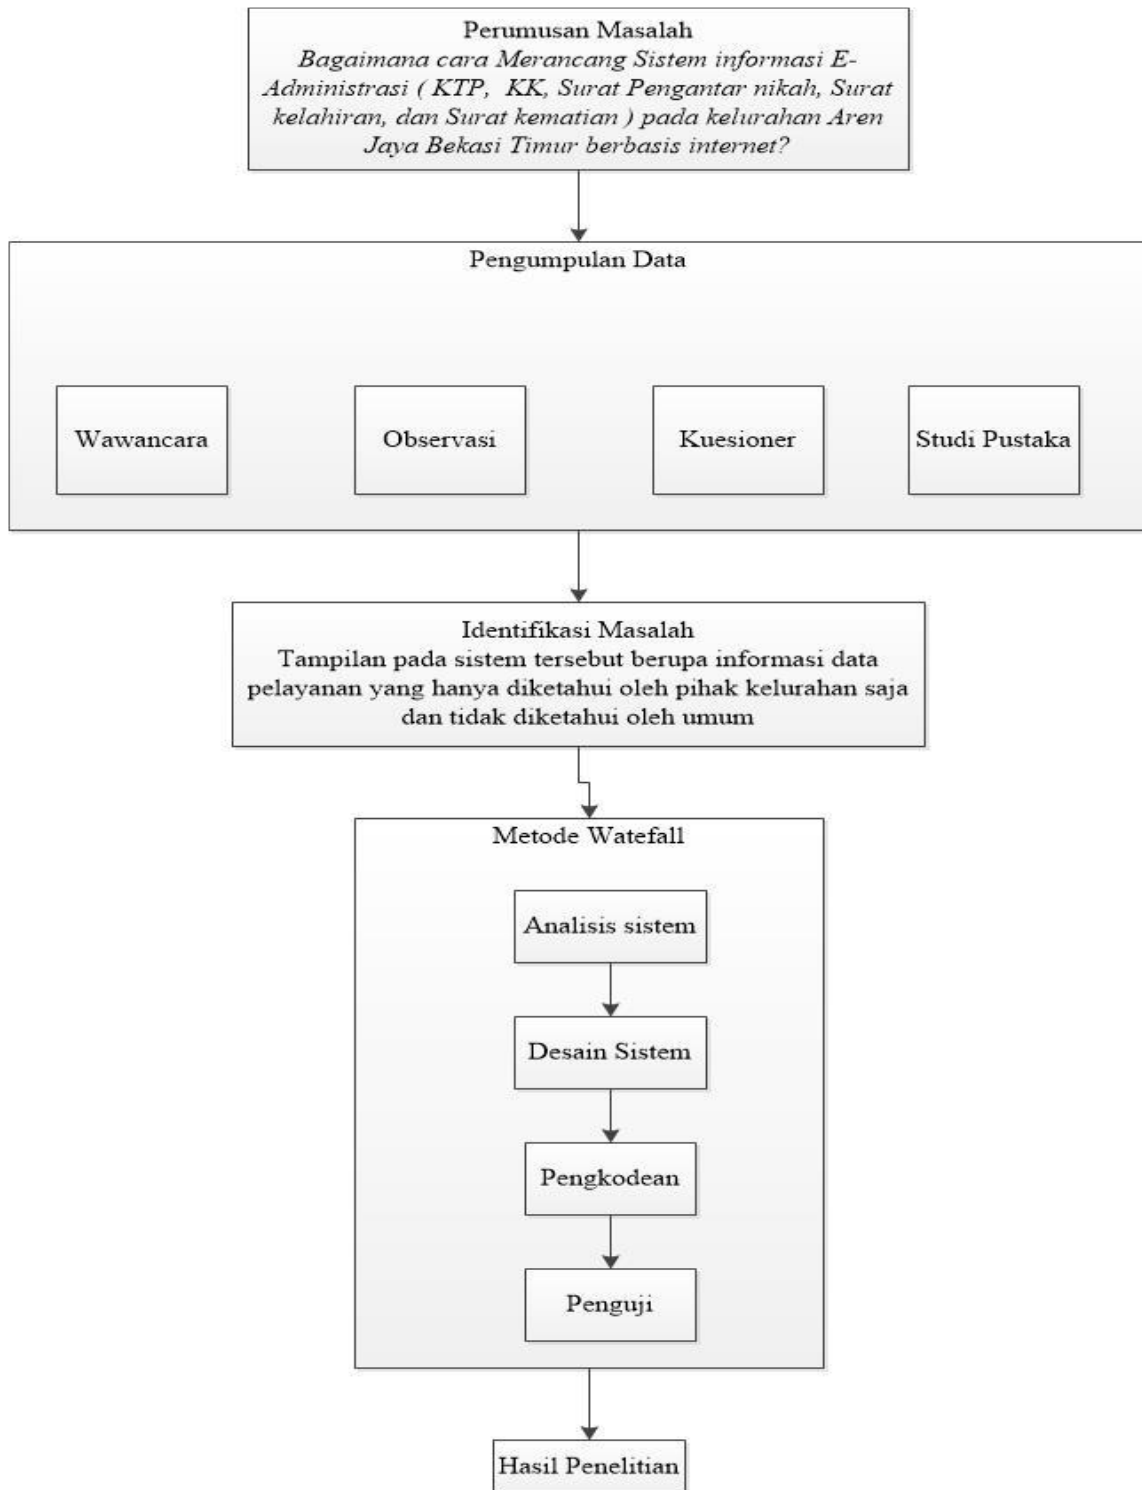 Perumusan Masalah
Bagaimana cara Merancang Sistem informasi E-
Administrasi ( KTP, KK, Surat Pengantar nikah, Surat
kelahiran, dan Surat kematian ) pada kelurahan Aren
Jaya Bekasi Timur berbasis internet?
Pengumpulan Data
Wawancara
Observasi
Kuesioner
Studi Pustaka
Identifikasi Masalah
Tampilan pada sistem tersebut berupa informasi data
pelayanan yang hanya diketahui oleh pihak kelurahan saja
dan tidak diketahui oleh umum
Metode Watefall
Analisis sistem
Desain Sistem
Pengkodean
Penguji
Hasil Penelitian